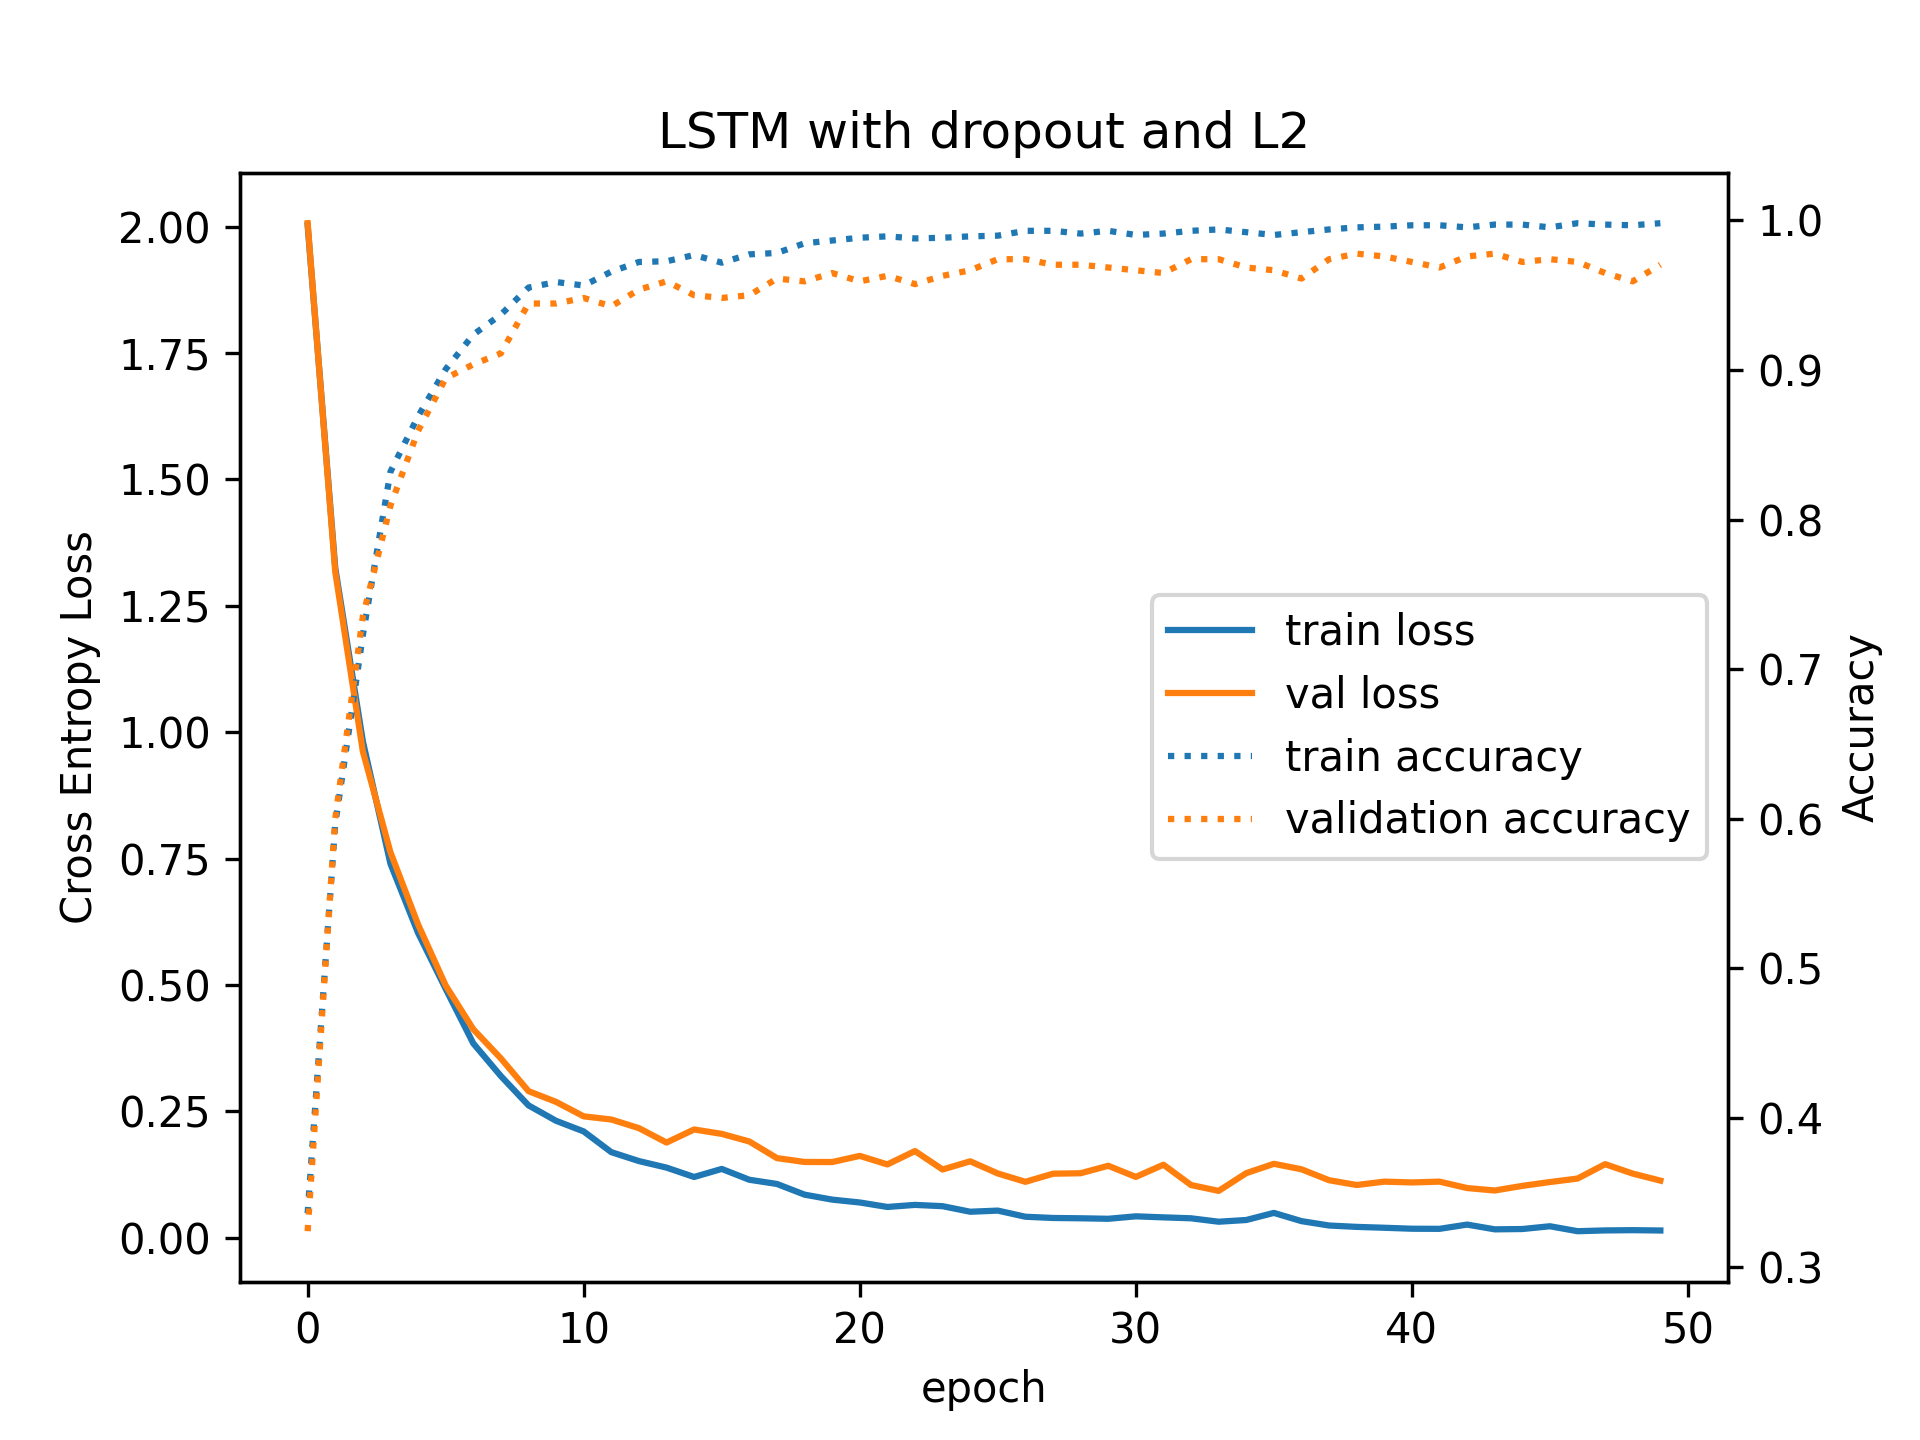 LSTM with dropout and L2
2.00
1.75
1.50
1.25
1.00
0.75
0.50
0.25
0.00
Cross Entropy Loss
train loss
val loss
train accuracy
validation accuracy
1.0
0.9
0.8
0.7
0.6
0.5
0.4
0.3
Accuracy
0 10 20 30 40 50
epoch